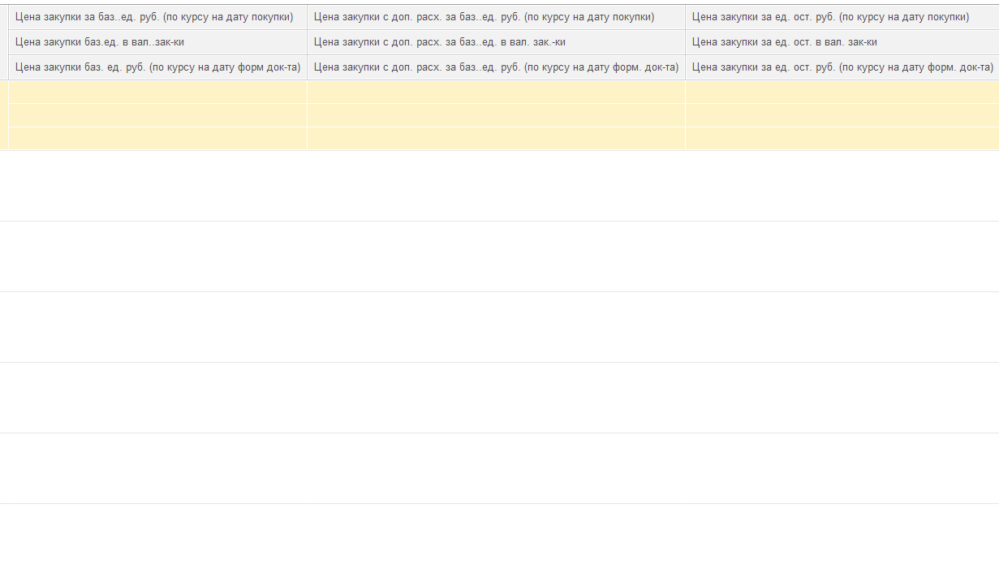 Цена закупки за баз..ед. руб. (по курсу на дату покупки)
Цена закупки с доп. расх. за баз..ед. руб. (по курсу на дату покупки)
Цена закупки за ед. ост. руб. (по курсу на дату покупки)
Цена закупки баз.ед. в вал..зак-ки
Цена закупки с доп. расх. за баз..ед. в вал. зак.-ки
Цена закупки за ед. ост. в вал. зак-ки
Цена закупки баз. ед. руб. (по курсу на дату форм док-та)
Цена закупки с доп. расх. за баз..ед. руб. (по курсу на дату форм. док-та)
Цена закупки за ед. ост. руб. (по курсу на дату форм. док-та)